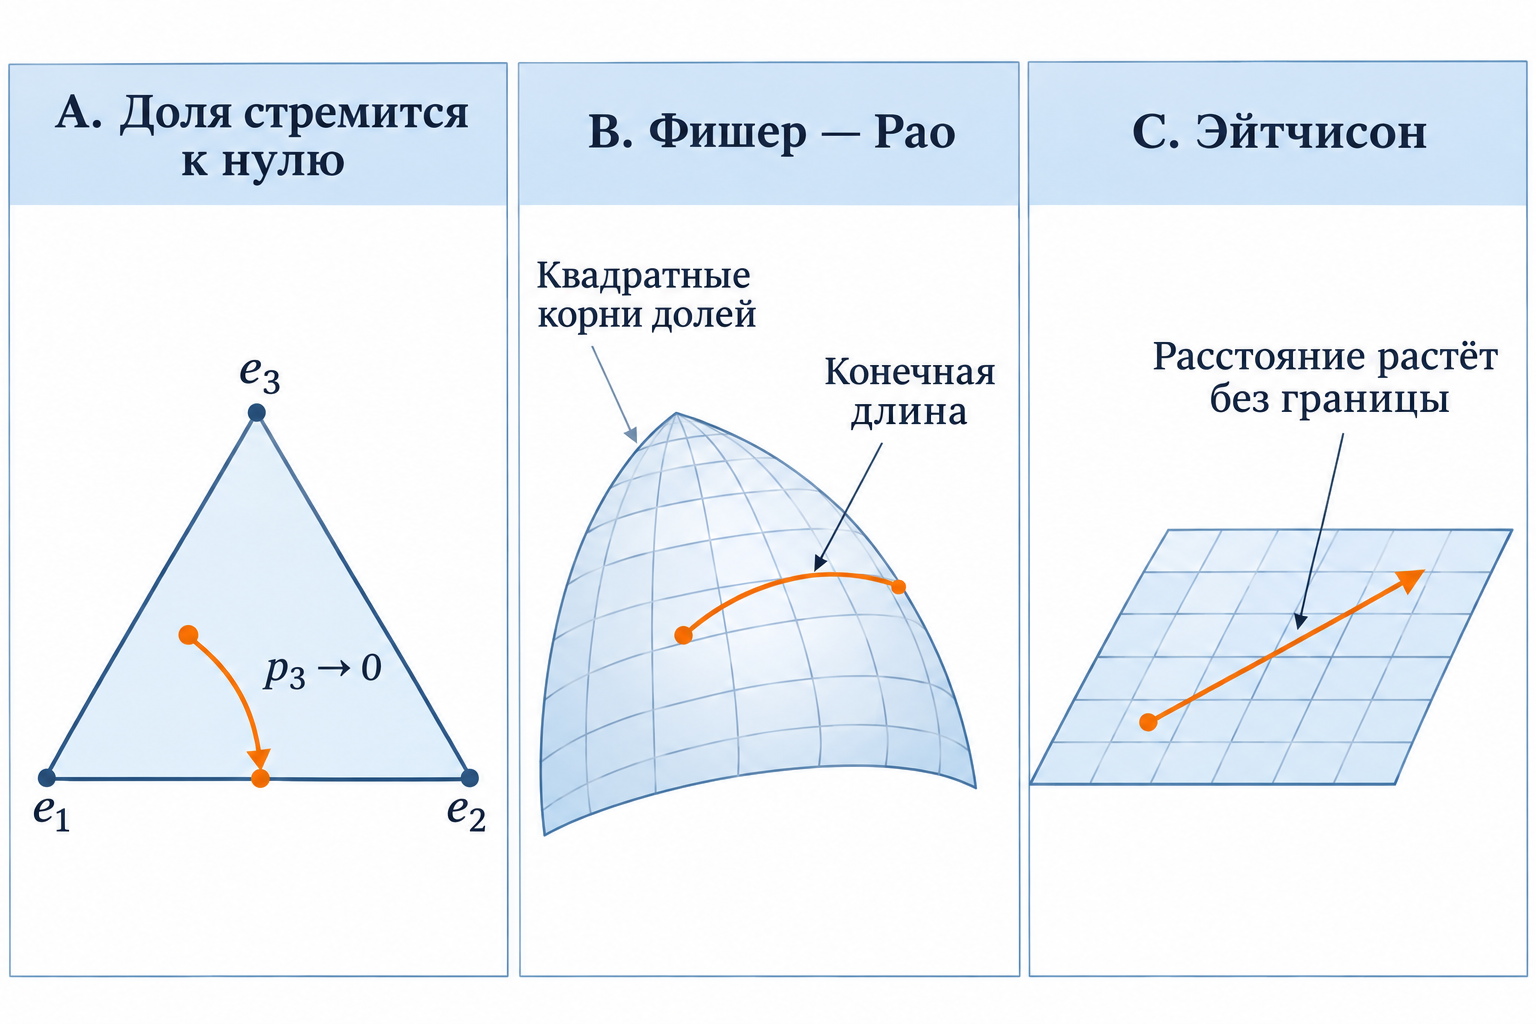 A. Доля стремится
к нулю
e₃
p₃ → 0
e₁
e₂
B. Фишер — Рао
Квадратные
корни долей
Конечная
длина
C. Эйтчисон
Расстояние растёт
без границы